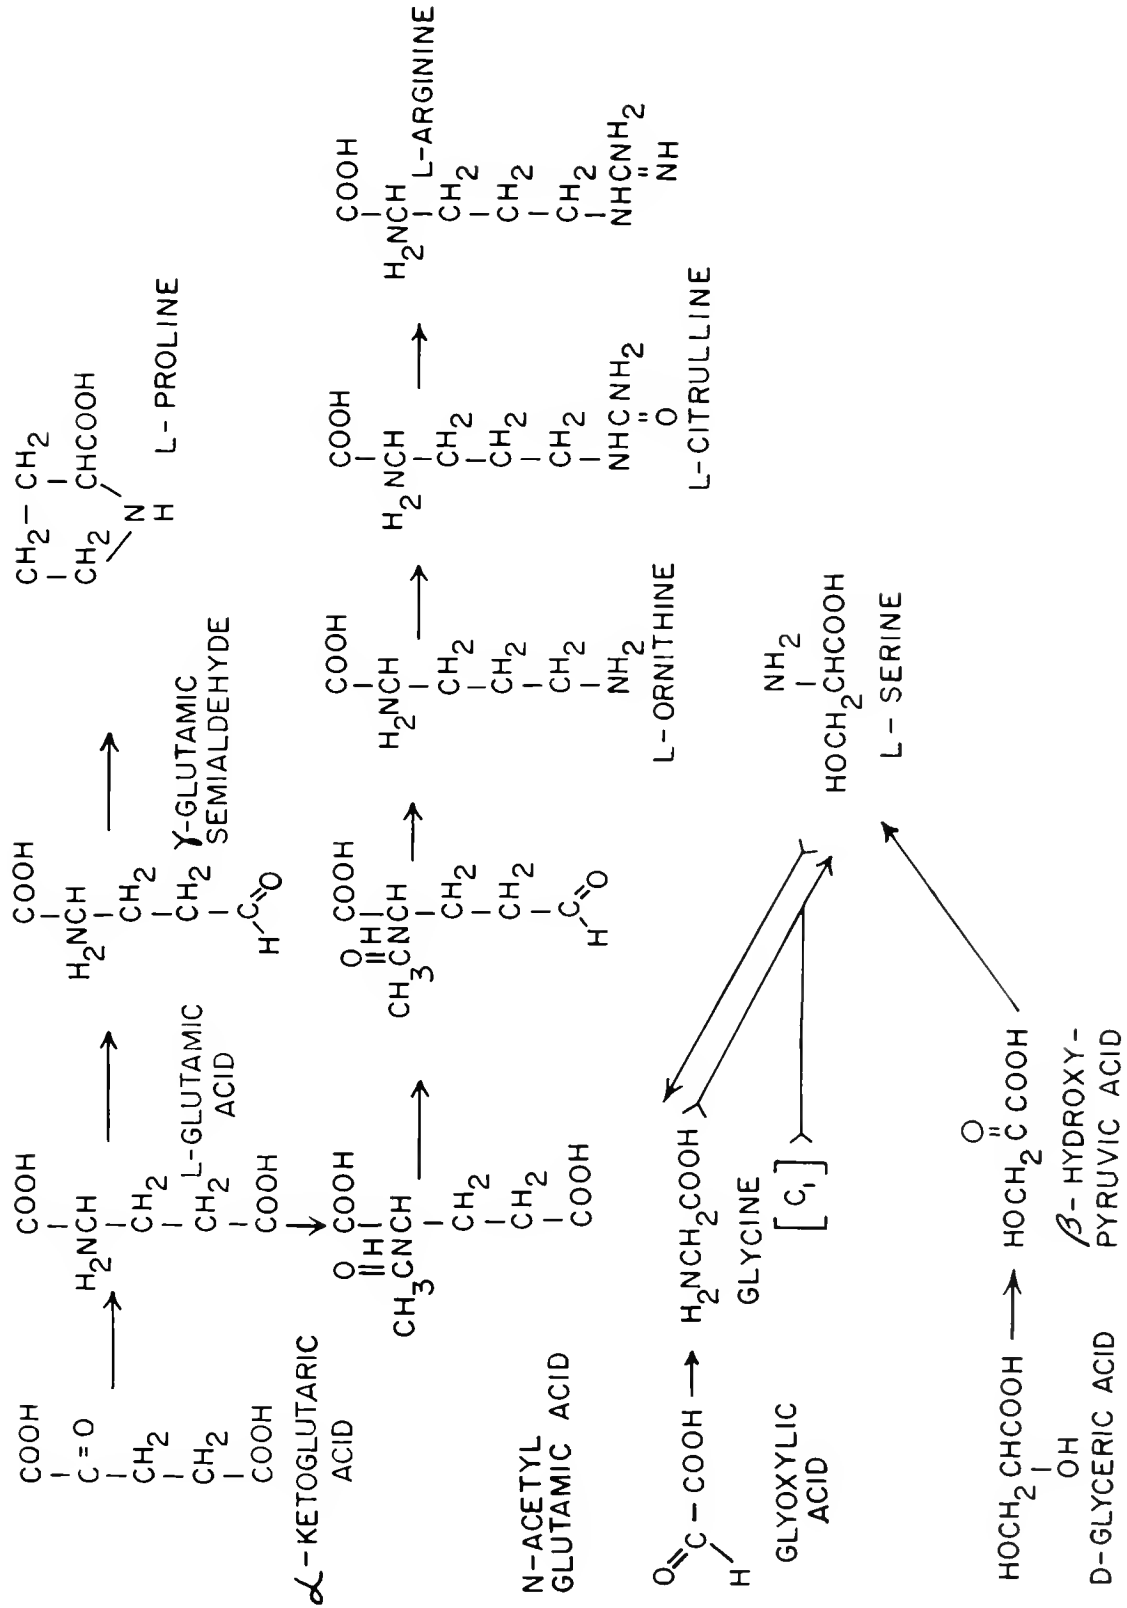 COOH
C=O
CH2
CH2
COOH
α-KETOGLUTARIC
ACID
COOH
H2NCH
CH2
CH2
COOH
L-GLUTAMIC
ACID
COOH
H2NCH
CH2
CH2
C=O
H
γ-GLUTAMIC
SEMIALDEHYDE
CH2-CH2
CH2 CHCOOH
N
H
L-PROLINE
O H COOH
CH3CNCH
CH2
CH2
COOH
N-ACETYL
GLUTAMIC ACID
O H COOH
CH3CNCH
CH2
CH2
C=O
H
COOH
H2NCH
CH2
CH2
CH2
NH2
L-ORNITHINE
COOH
H2NCH
CH2
CH2
CH2
NHCNH2
O
L-CITRULLINE
COOH
H2NCH
CH2
CH2
CH2
NHCNH2
NH
L-ARGININE
O=C-COOH
H
GLYOXYLIC
ACID
H2NCH2COOH
GLYCINE
[C1]
NH2
HOCH2CHCOOH
L-SERINE
HOCH2CHCOOH
OH
D-GLYCERIC ACID
O
HOCH2CCOOH
β-HYDROXY-
PYRUVIC ACID